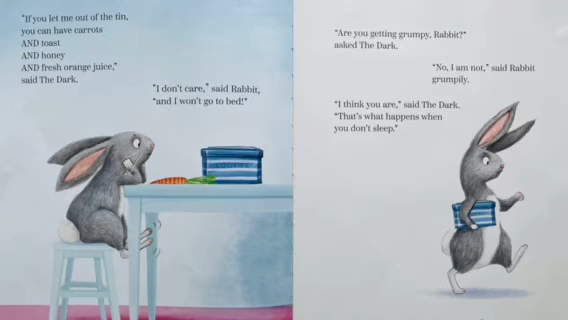 "If you let me out of the tin,
you can have carrots
AND toast
AND honey
AND fresh orange juice,"
said The Dark.
"I don't care," said Rabbit,
"and I won't go to bed!"
COOKIES
"Are you getting grumpy, Rabbit?"
asked The Dark.
"No, I am not," said Rabbit
grumpily.
"I think you are," said The Dark.
"That's what happens when
you don't sleep."